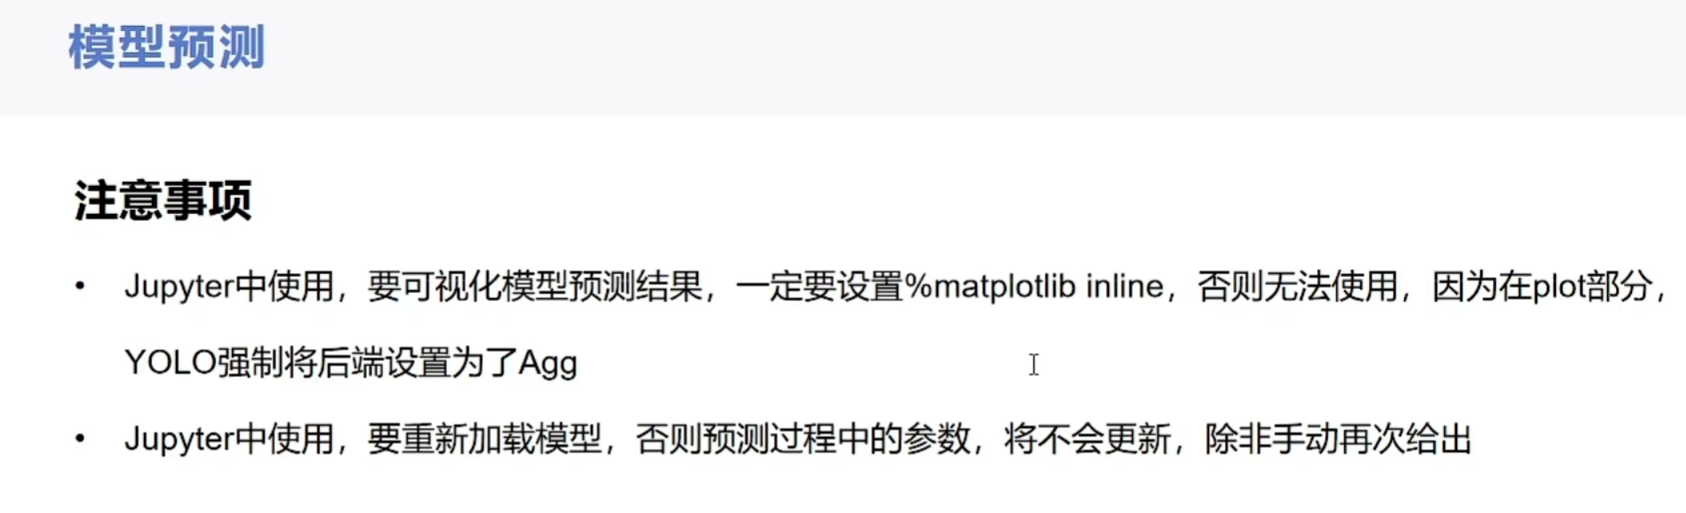 模型预测
注意事项
• Jupyter中使用，要可视化模型预测结果，一定要设置%matplotlib inline，否则无法使用，因为在plot部分，
YOLO强制将后端设置为了Agg
• Jupyter中使用，要重新加载模型，否则预测过程中的参数，将不会更新，除非手动再次给出